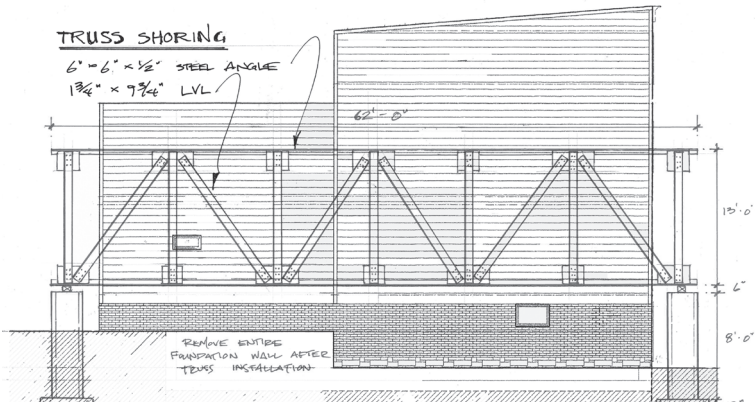 TRUSS SHORING
6" x 6" x 1/2" STEEL ANGLE
1 3/4" x 9 3/4" LVL
62'-0"
13'-0"
6"
8'-0"
REMOVE ENTIRE
FOUNDATION WALL AFTER
TRUSS INSTALLATION